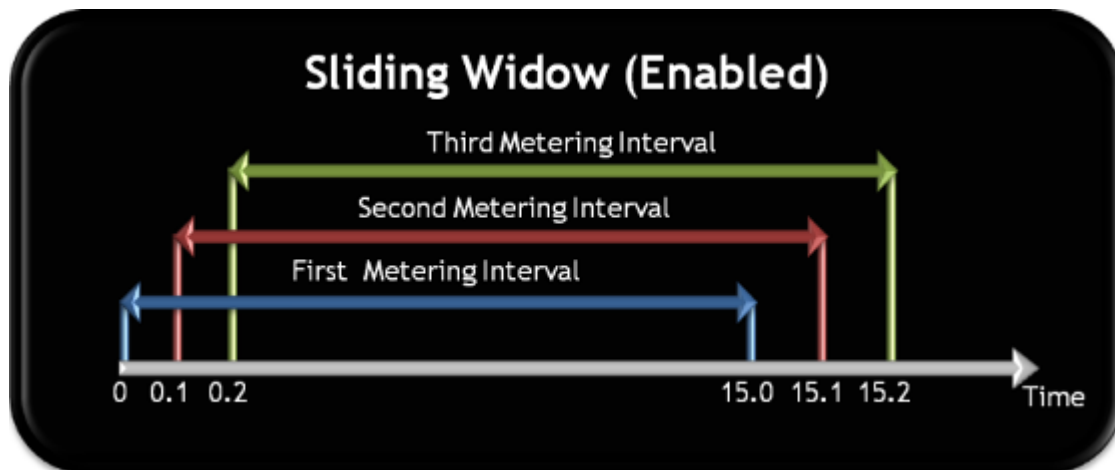 Sliding Widow (Enabled)
Third Metering Interval
Second Metering Interval
First Metering Interval
0 0.1 0.2 15.0 15.1 15.2
Time